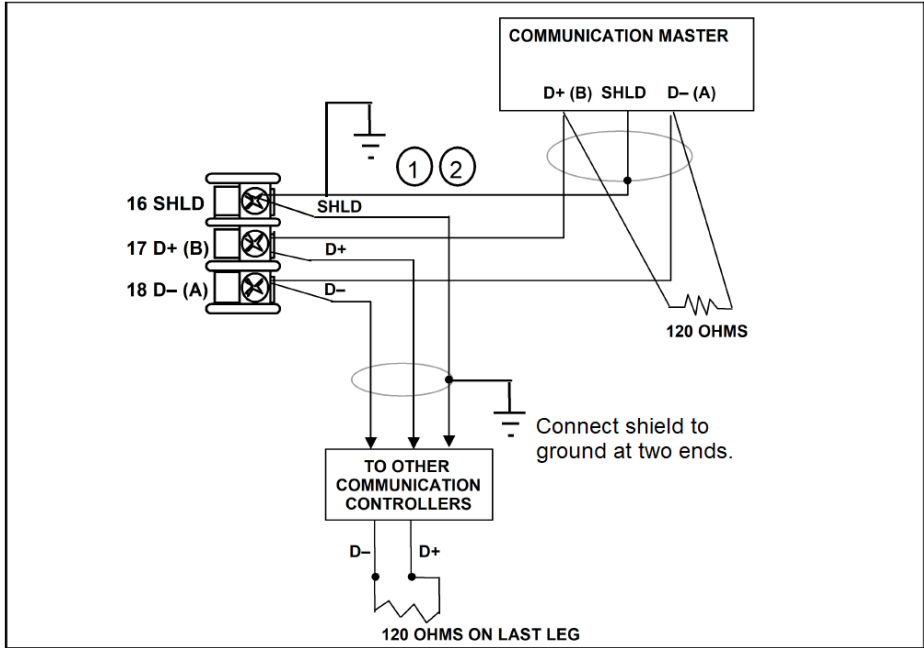 COMMUNICATION MASTER
D+ (B) SHLD D– (A)
1 2
16 SHLD
SHLD
17 D+ (B)
D+
18 D– (A)
D–
120 OHMS
Connect shield to
ground at two ends.
TO OTHER
COMMUNICATION
CONTROLLERS
D– D+
120 OHMS ON LAST LEG